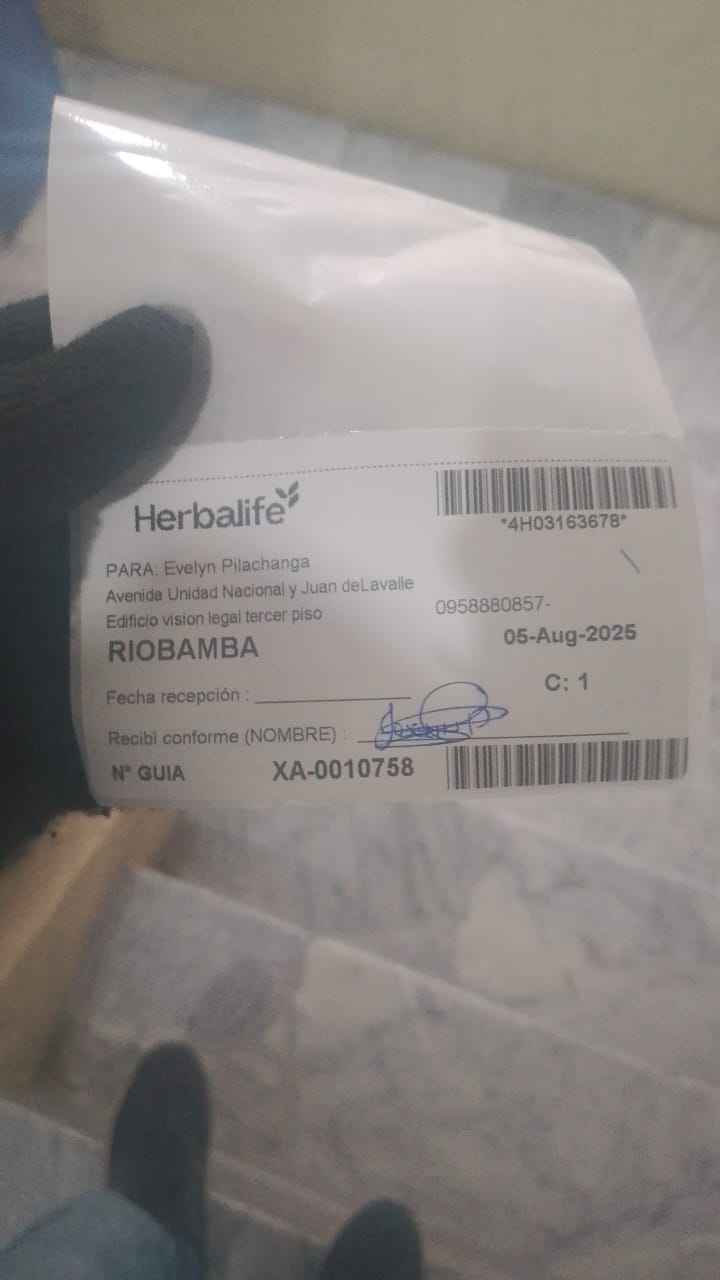 Herbalife
*4H03163678*
PARA: Evelyn Pilachanga
Avenida Unidad Nacional y Juan deLavalle
Edificio vision legal tercer piso
0958880857-
RIOBAMBA
05-Aug-2025
Fecha recepción :
C: 1
Recibí conforme (NOMBRE) :
N° GUIA XA-0010758